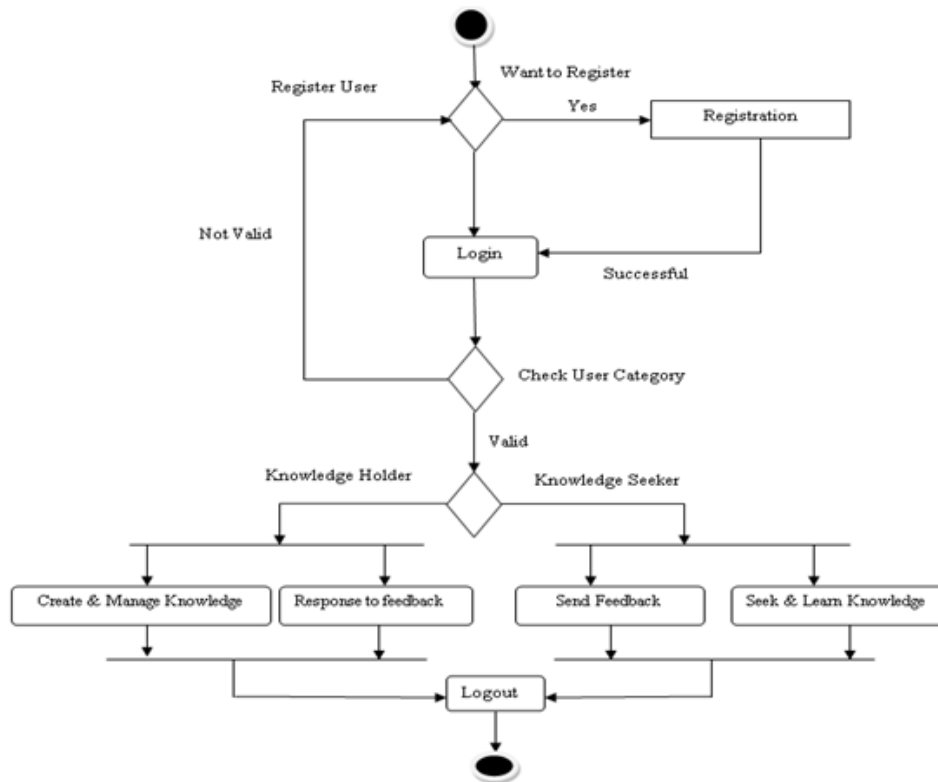 Want to Register
Register User
Yes
Registration
Not Valid
Login
Successful
Check User Category
Valid
Knowledge Holder
Knowledge Seeker
Create & Manage Knowledge
Response to feedback
Send Feedback
Seek & Learn Knowledge
Logout